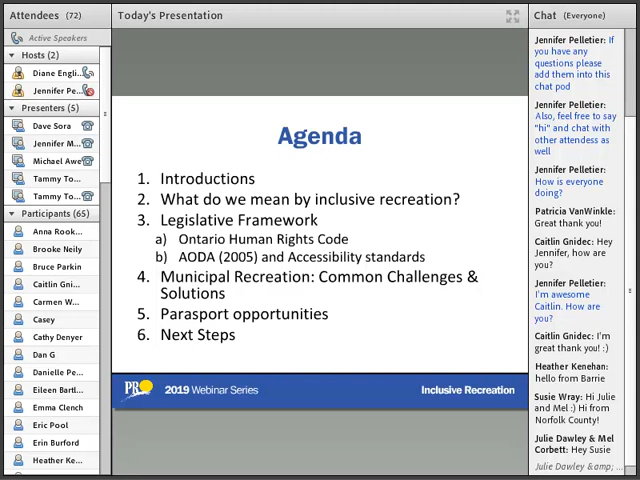 Attendees (72)
Active Speakers
Hosts (2)
Diane Engli...
Jennifer Pe...
Presenters (5)
Dave Sora
Jennifer M...
Michael Awe
Tammy To...
Tammy To...
Participants (65)
Anna Rook...
Brooke Neily
Bruce Parkin
Caitlin Gni...
Carmen W...
Casey
Cathy Denyer
Dan G
Danielle Pe...
Eileen Bartl...
Emma Clench
Eric Pool
Erin Burford
Heather Ke...
Today's Presentation
Agenda
1. Introductions
2. What do we mean by inclusive recreation?
3. Legislative Framework
a) Ontario Human Rights Code
b) AODA (2005) and Accessibility standards
4. Municipal Recreation: Common Challenges &
Solutions
5. Parasport opportunities
6. Next Steps
PRO
2019 Webinar Series
Inclusive Recreation
Chat (Everyone)
Jennifer Pelletier: If
you have any
questions please
add them into this
chat pod
Jennifer Pelletier:
Also, feel free to say
"hi" and chat with
other attendess as
well
Jennifer Pelletier:
How is everyone
doing?
Patricia VanWinkle:
Great thank you!
Caitlin Gnidec: Hey
Jennifer, how are
you?
Jennifer Pelletier:
I'm awesome
Caitlin. How are
you?
Caitlin Gnidec: I'm
great thank you! :)
Heather Kenehan:
hello from Barrie
Susie Wray: Hi Julie
and Mel :) Hi from
Norfolk County!
Julie Dawley & Mel
Corbett: Hey Susie
Julie Dawley &amp; ...